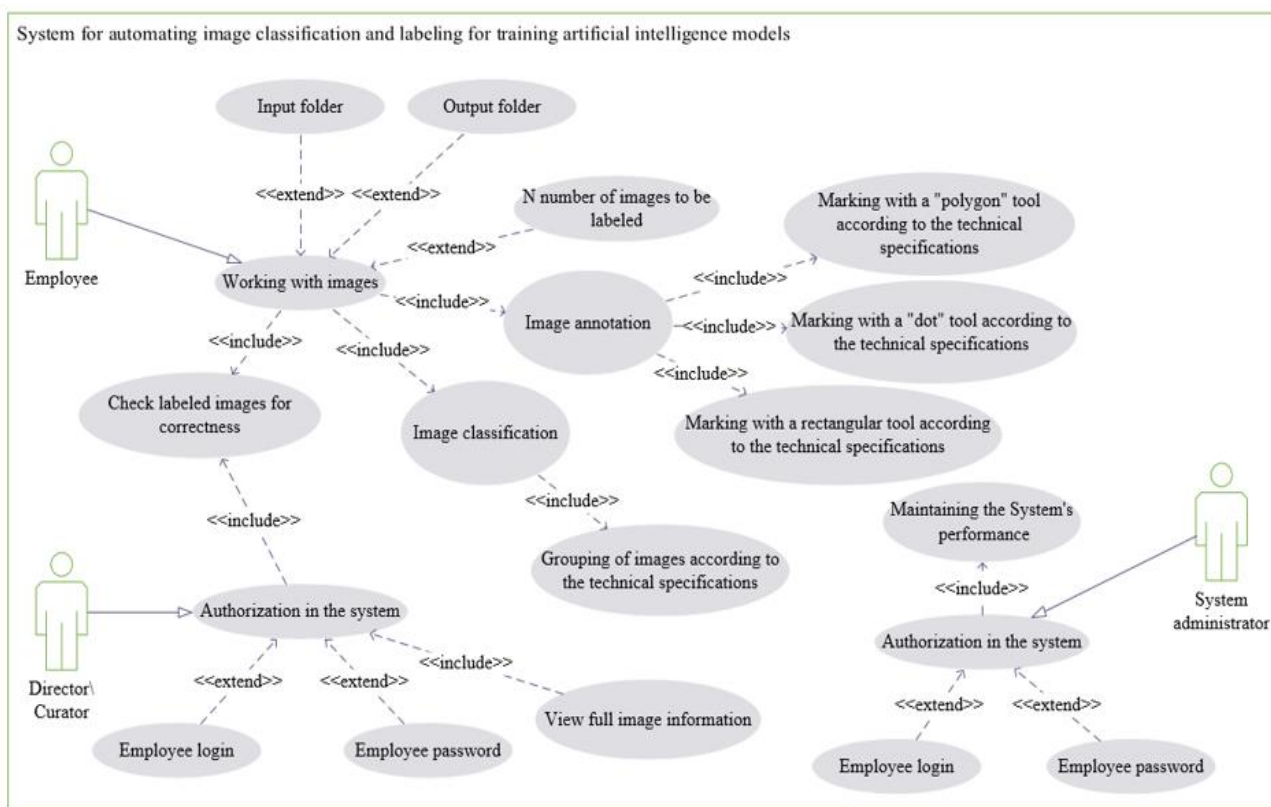 System for automating image classification and labeling for training artificial intelligence models
Input folder
Output folder
<<extend>>
<<extend>>
N number of images to be
labeled
<<extend>>
Employee
Working with images
<<include>>
Image annotation
<<include>>
Marking with a "polygon" tool
according to the technical
specifications
<<include>>
Marking with a "dot" tool according to
the technical specifications
<<include>>
Marking with a rectangular tool according
to the technical specifications
<<include>>
<<include>>
Check labeled images for
correctness
Image classification
<<include>>
Grouping of images according to
the technical specifications
<<include>>
Director\
Curator
Authorization in the system
<<extend>>
<<extend>>
<<include>>
Employee login
Employee password
View full image information
Maintaining the System's
performance
<<include>>
System
administrator
Authorization in the system
<<extend>>
<<extend>>
Employee login
Employee password